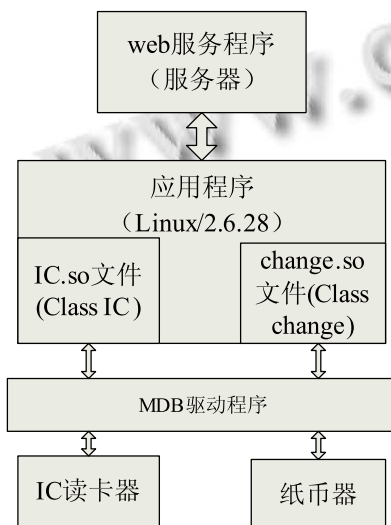 web服务程序
（服务器）
应用程序
（Linux/2.6.28）
IC.so文件
(Class IC)
change.so
文件(Class
change)
MDB驱动程序
IC读卡器
纸币器
www.c